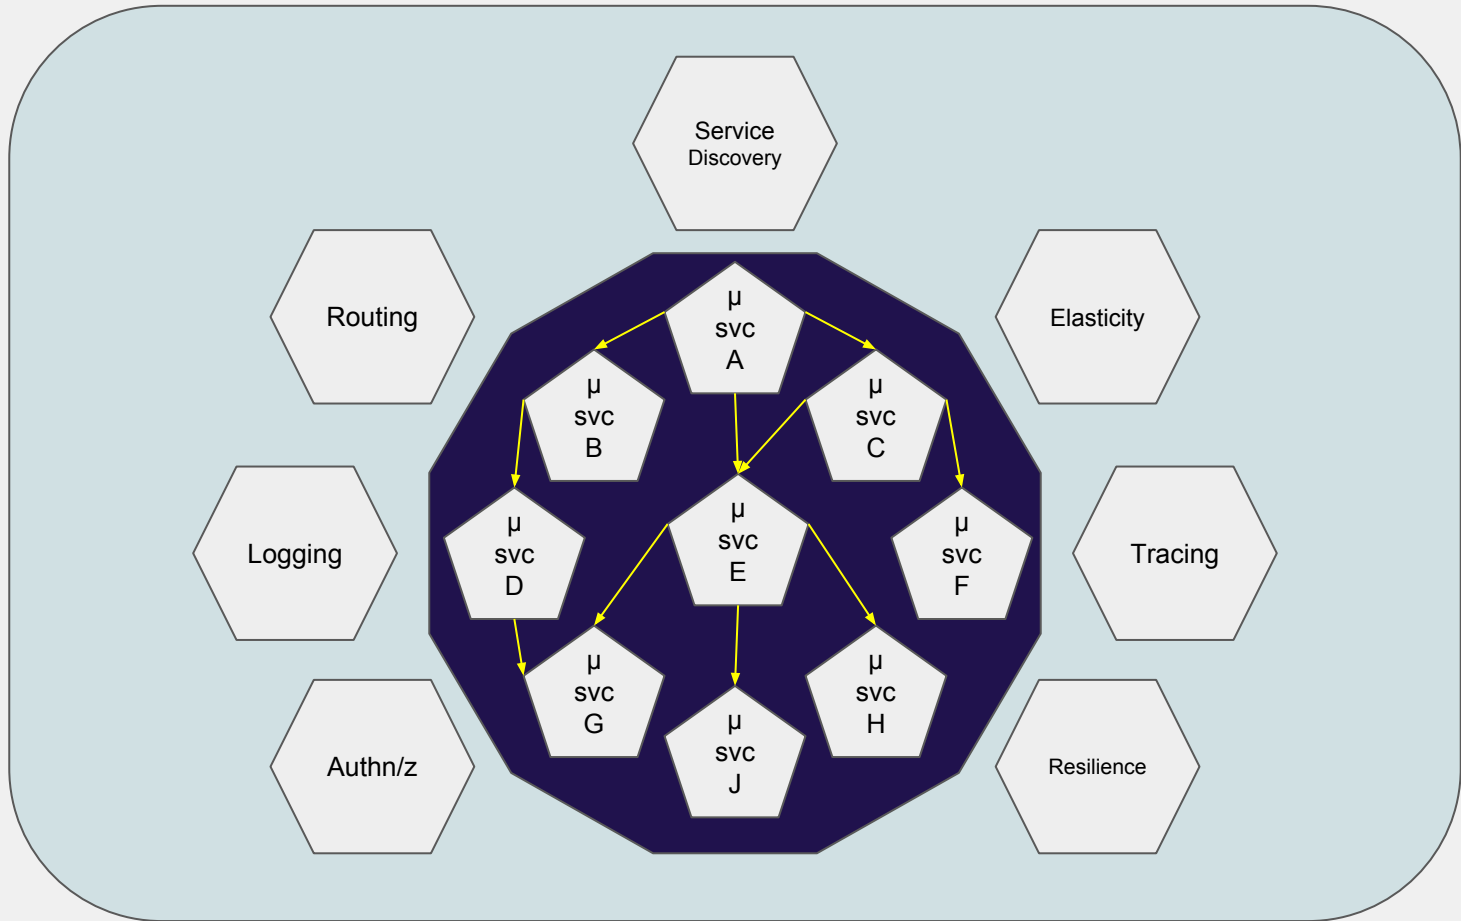 Service
Discovery
Routing
Elasticity
μ
svc
A
μ
svc
B
μ
svc
C
Logging
μ
svc
D
μ
svc
E
μ
svc
F
Tracing
μ
svc
G
μ
svc
J
μ
svc
H
Authn/z
Resilience